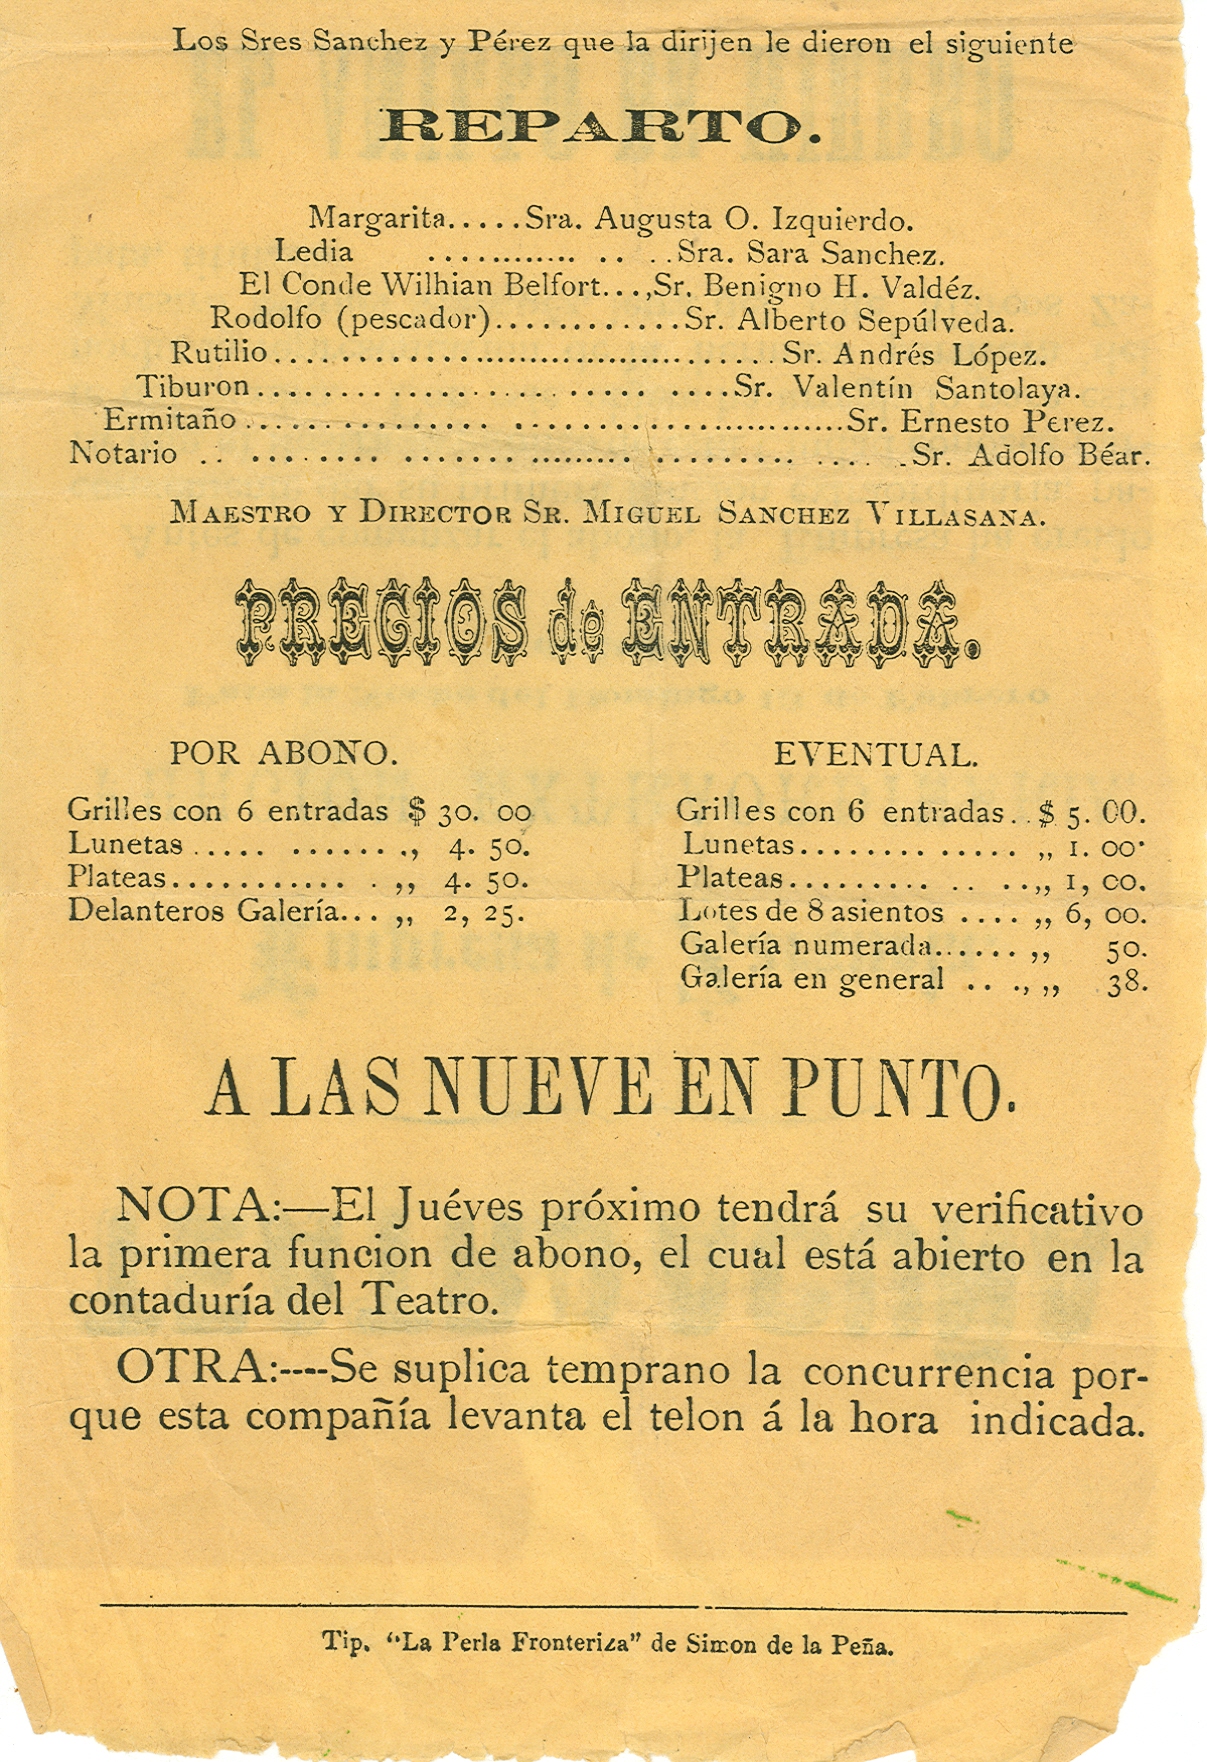 Los Sres Sanchez y Pérez que la dirijen le dieron el siguiente
REPARTO.
Margarita.....Sra. Augusta O. Izquierdo.
Ledia ............. .. ..Sra. Sara Sanchez.
El Conde Wilhian Belfort...,Sr. Benigno H. Valdéz.
Rodolfo (pescador)............Sr. Alberto Sepúlveda.
Rutilio........................................Sr. Andrés López.
Tiburon.............................Sr. Valentín Santolaya.
Ermitaño............... ........................Sr. Ernesto Perez.
Notario .. ........ ....... ......... ......... .... .Sr. Adolfo Béar.
MAESTRO Y DIRECTOR SR. MIGUEL SANCHEZ VILLASANA.
PRECIOS de ENTRADA.
POR ABONO.
Grilles con 6 entradas $ 30. 00
Lunetas ..... ........, 4. 50.
Plateas........... . ,, 4. 50.
Delanteros Galería... ,, 2, 25.
EVENTUAL.
Grilles con 6 entradas.. $ 5. 00.
Lunetas............. ,, 1. 00.
Plateas......... .. ..,, 1, 00.
Lotes de 8 asientos .... ,, 6, 00.
Galería numerada...... ,, 50.
Galería en general .. ., ,, 38.
A LAS NUEVE EN PUNTO.
NOTA:—El Juéves próximo tendrá su verificativo
la primera funcion de abono, el cual está abierto en la
contaduría del Teatro.
OTRA:----Se suplica temprano la concurrencia por-
que esta compañía levanta el telon á la hora indicada.
Tip. "La Perla Fronteriza" de Simon de la Peña.